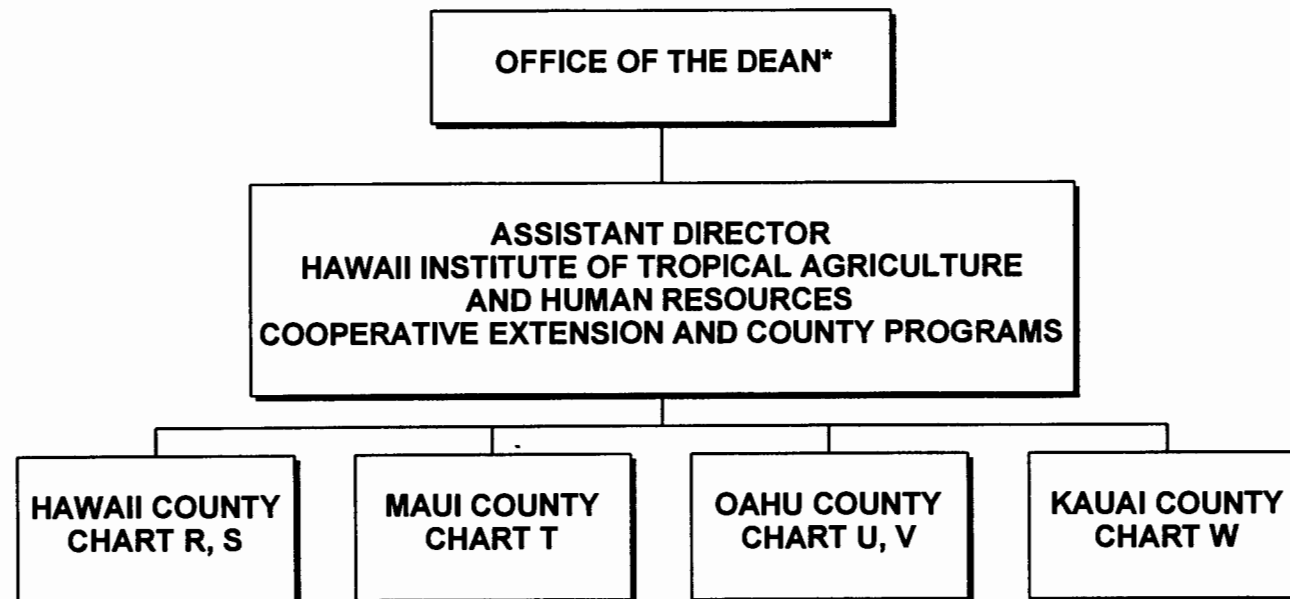 OFFICE OF THE DEAN*
ASSISTANT DIRECTOR
HAWAII INSTITUTE OF TROPICAL AGRICULTURE
AND HUMAN RESOURCES
COOPERATIVE EXTENSION AND COUNTY PROGRAMS
HAWAII COUNTY
CHART R, S
MAUI COUNTY
CHART T
OAHU COUNTY
CHART U, V
KAUAI COUNTY
CHART W